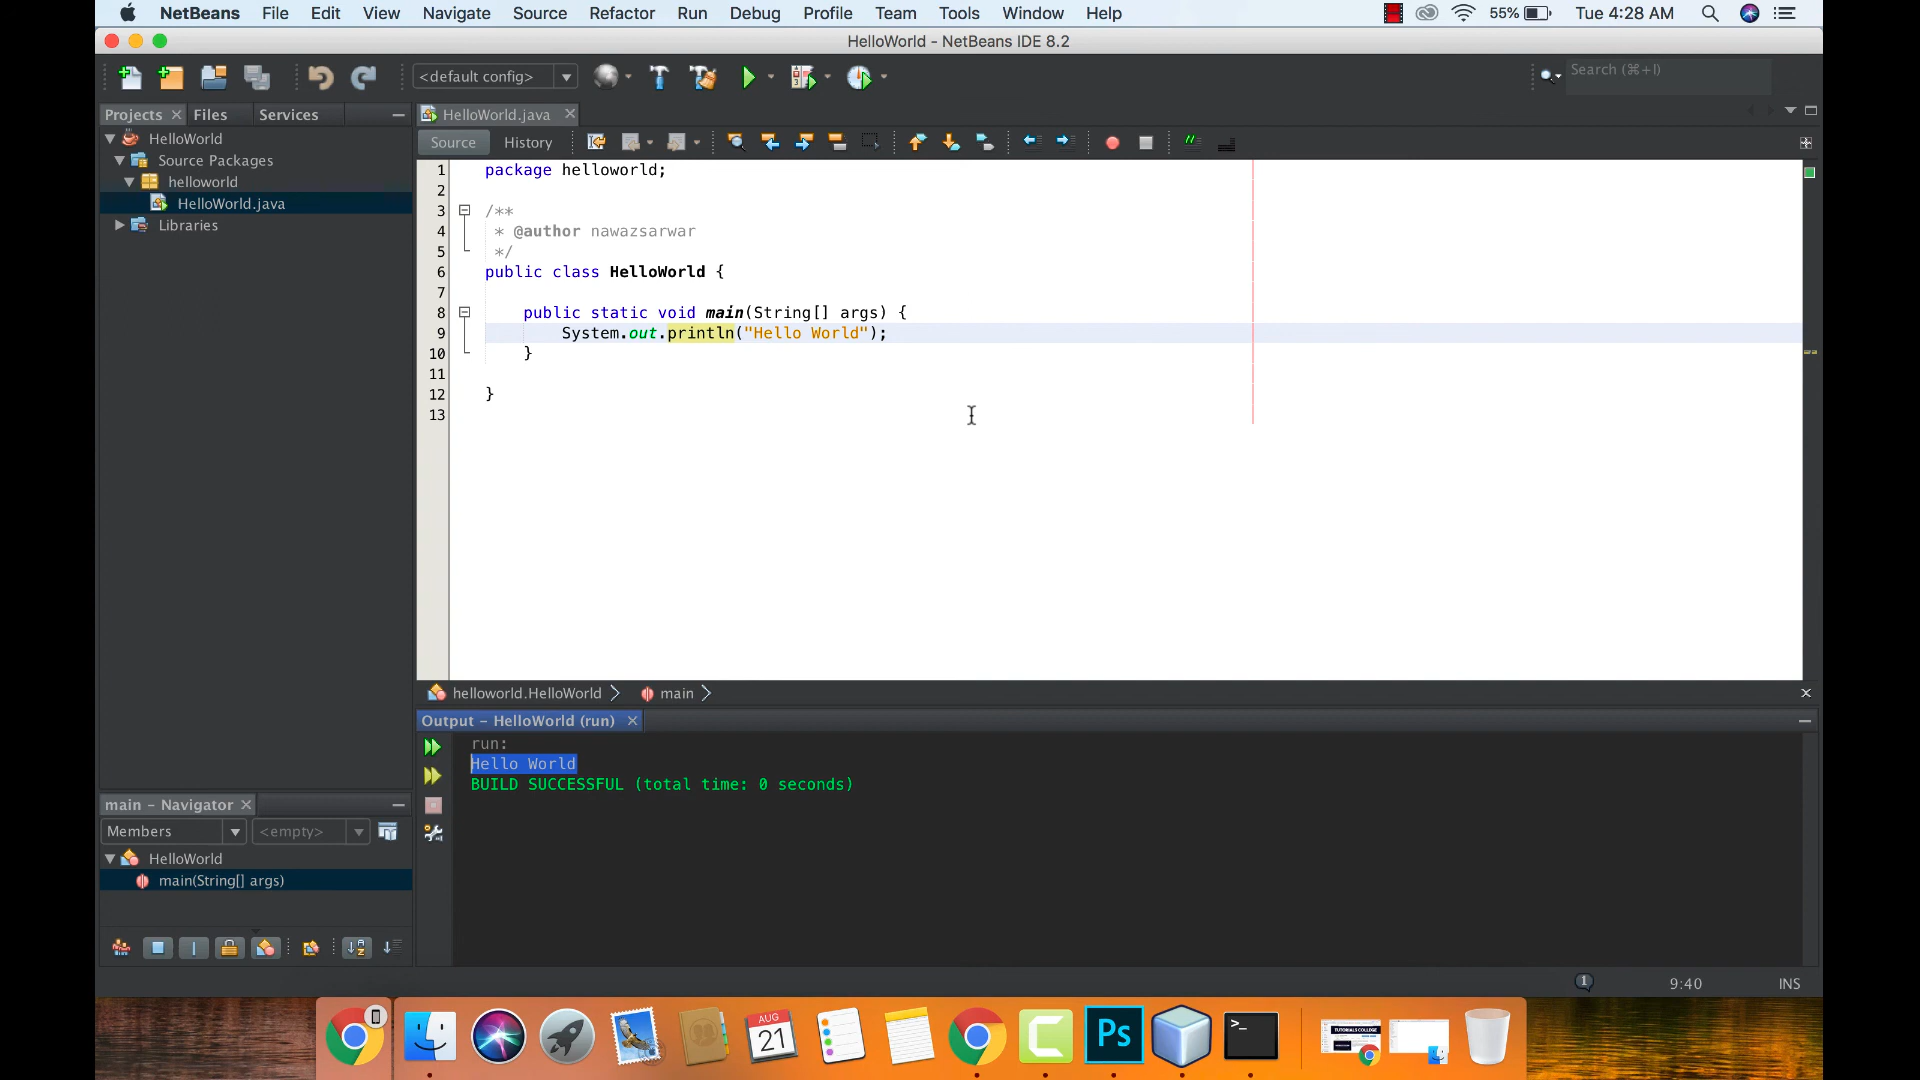 NetBeans File Edit View Navigate Source Refactor Run Debug Profile Team Tools Window Help 55% Tue 4:28 AM
HelloWorld - NetBeans IDE 8.2
<default config> Search (⌘+I)
Projects Files Services
HelloWorld
Source Packages
helloworld
HelloWorld.java
Libraries
HelloWorld.java
Source History
1 package helloworld;
2
3 /**
4 * @author nawazsarwar
5 */
6 public class HelloWorld {
7
8 public static void main(String[] args) {
9 System.out.println("Hello World");
10 }
11
12 }
13
helloworld.HelloWorld main
Output - HelloWorld (run)
run:
Hello World
BUILD SUCCESSFUL (total time: 0 seconds)
main - Navigator
Members <empty>
HelloWorld
main(String[] args)
1 9:40 INS
AUG
21
Ps
>_
TUTORIALS COLLEGE